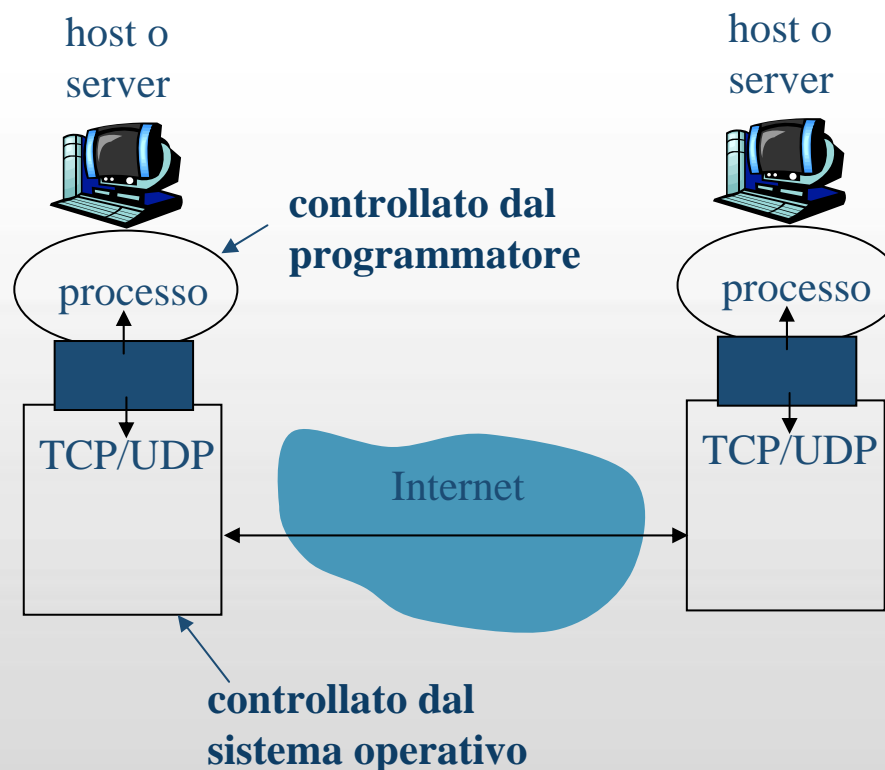 host o
server
host o
server
controllato dal
programmatore
processo
processo
TCP/UDP
TCP/UDP
Internet
controllato dal
sistema operativo